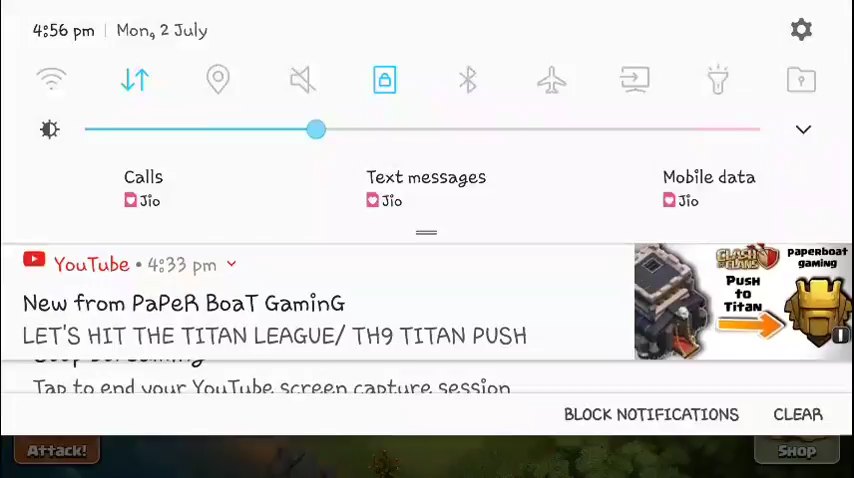 4:56 pm | Mon, 2 July
Calls
Jio
Text messages
Jio
Mobile data
Jio
YouTube • 4:33 pm
New from PaPeR BoaT GaminG
LET'S HIT THE TITAN LEAGUE/ TH9 TITAN PUSH
CLASH OF CLANS
paperboat
gaming
Push
to
Titan
Tap to end your YouTube screen capture session
BLOCK NOTIFICATIONS
CLEAR
Attack!
Shop